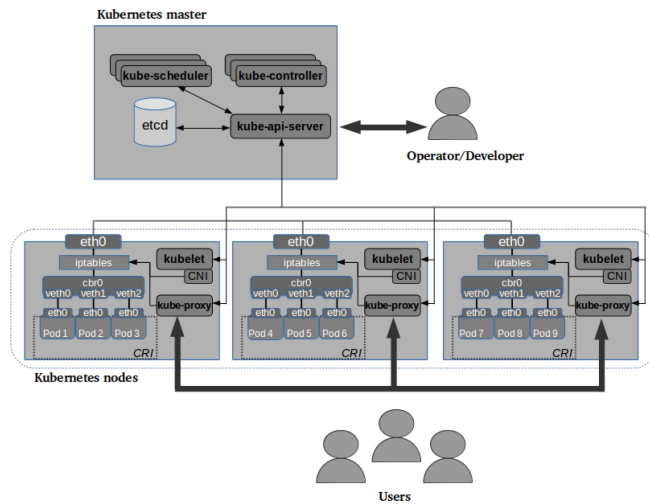 Kubernetes master
kube-scheduler
kube-controller
etcd
kube-api-server
Operator/Developer
eth0
eth0
eth0
iptables
kubelet
CNI
cbr0
veth0 veth1 veth2
kube-proxy
eth0 eth0 eth0
Pod 1 Pod 2 Pod 3
CRI
iptables
kubelet
CNI
cbr0
veth0 veth1 veth2
kube-proxy
eth0 eth0 eth0
Pod 4 Pod 5 Pod 6
CRI
iptables
kubelet
CNI
cbr0
veth0 veth1 veth2
kube-proxy
eth0 eth0 eth0
Pod 7 Pod 8 Pod 9
CRI
Kubernetes nodes
Users